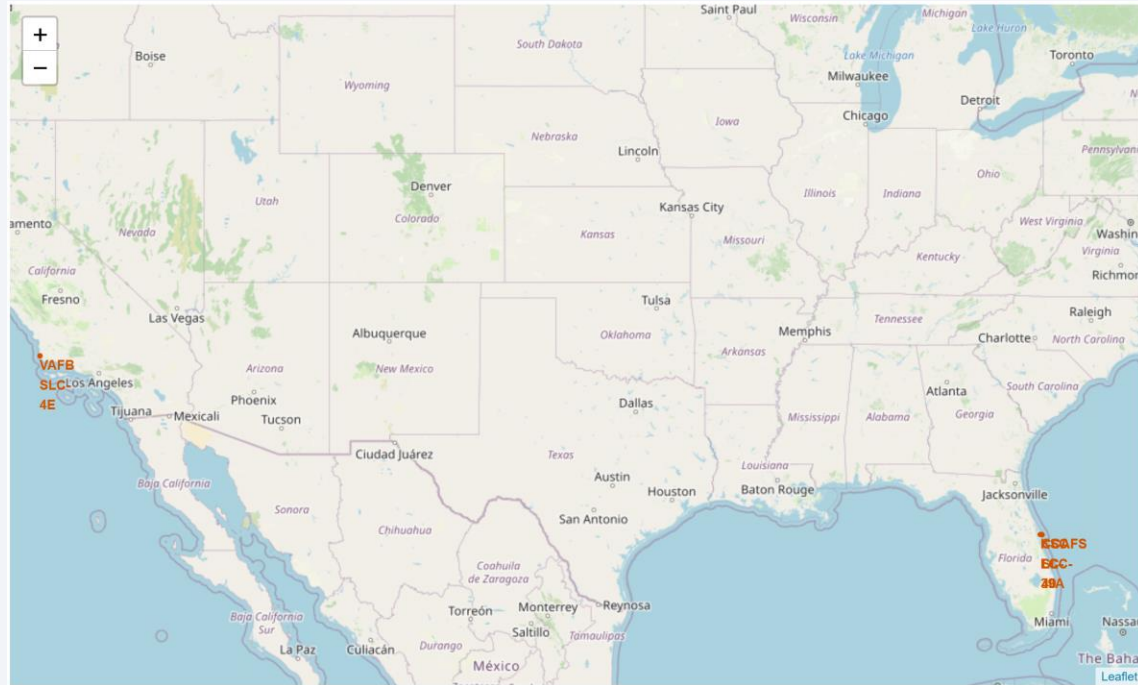 +
−
Saint Paul
Wisconsin
Michigan
Lake Huron
South Dakota
Boise
Lake Michigan
Toronto
Milwaukee
Wyoming
Detroit
Chicago
Iowa
Nebraska
Lincoln
Pennsylvan
Ohio
Illinois
Indiana
Utah
Denver
Kansas City
Colorado
amento
Nevada
Kansas
Missouri
West Virginia
Washin
Virginia
Kentucky
California
Richmon
Fresno
Las Vegas
Tulsa
Raleigh
Albuquerque
Oklahoma
Memphis
Tennessee
Charlotte
North Carolina
Arkansas
VAFB
SLC-
4E
Los Angeles
Arizona
New Mexico
South Carolina
Atlanta
Phoenix
Dallas
Tijuana
Mexicali
Tucson
Mississippi
Alabama
Georgia
Ciudad Juárez
Texas
Louisiana
Austin
Houston
Baton Rouge
Jacksonville
Baja California
Sonora
San Antonio
Chihuahua
Florida
Coahuila
de Zaragoza
Torreón
Monterrey
Reynosa
Miami
Baja California
Sur
Saltillo
Tamaulipas
Nassau
La Paz
Culiacán
Durango
México
The Baha
Leaflet